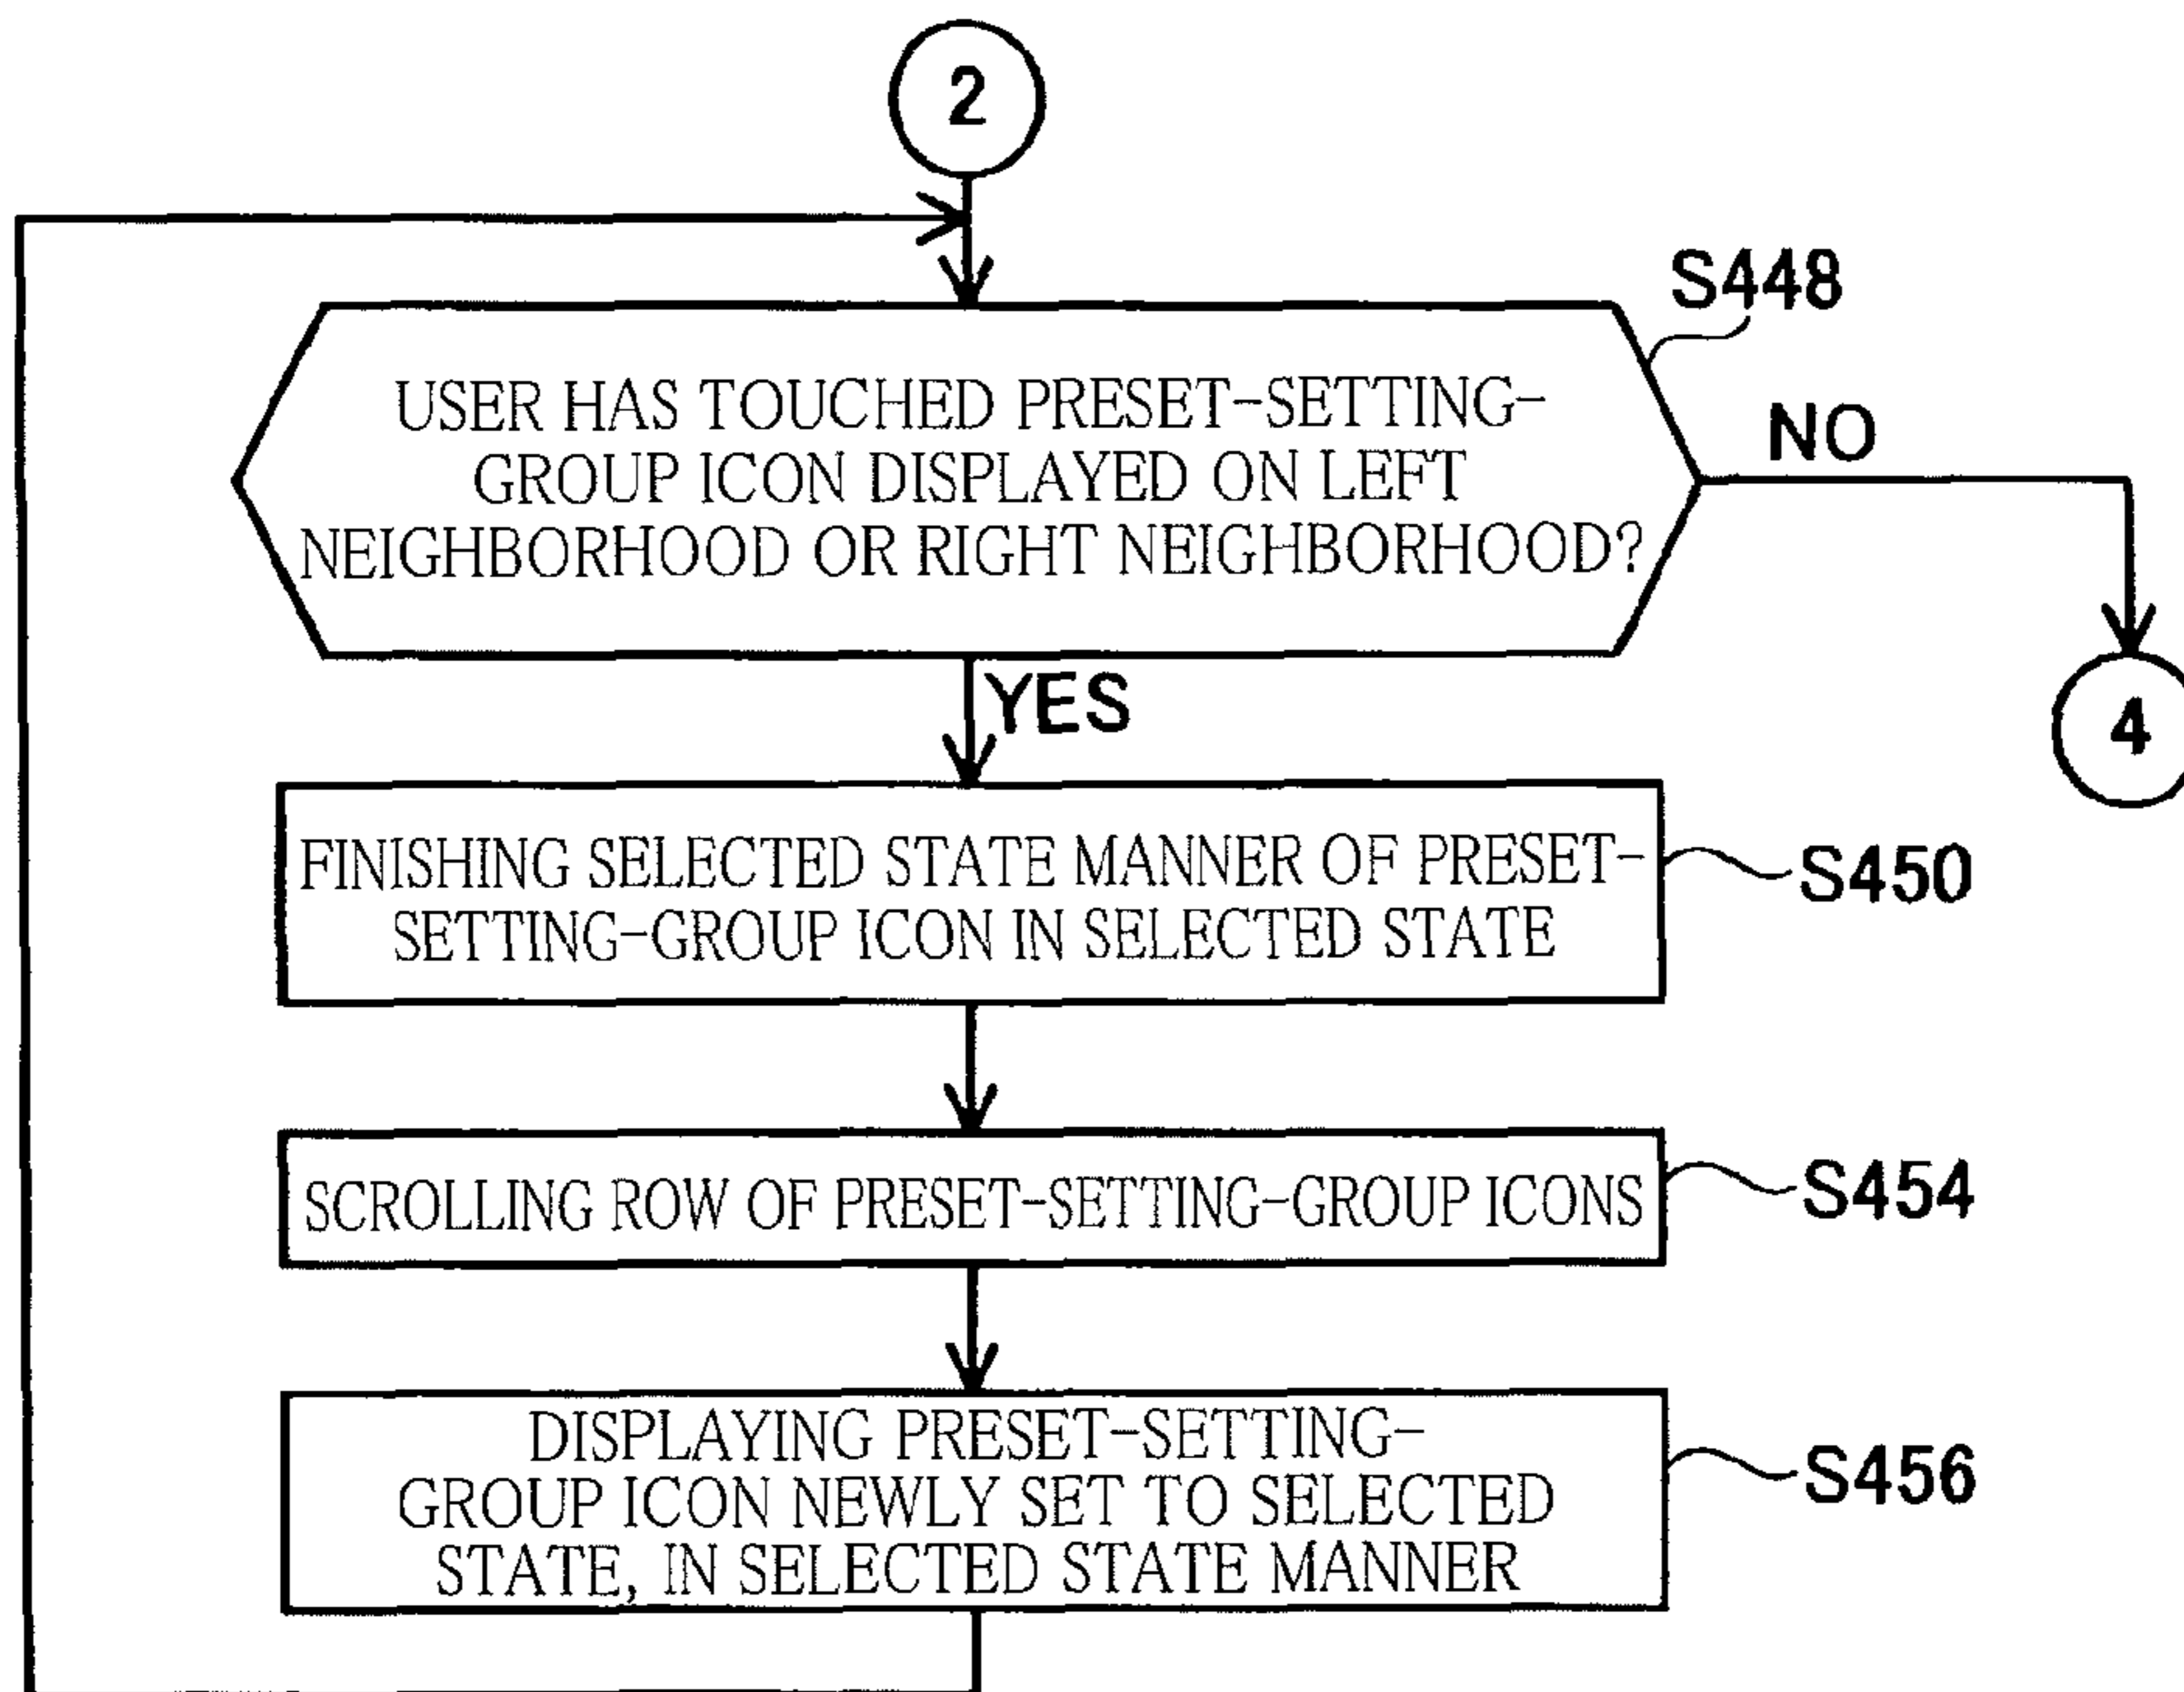 2
S448
USER HAS TOUCHED PRESET-SETTING-
GROUP ICON DISPLAYED ON LEFT
NEIGHBORHOOD OR RIGHT NEIGHBORHOOD?
NO
4
YES
FINISHING SELECTED STATE MANNER OF PRESET-
SETTING-GROUP ICON IN SELECTED STATE
S450
SCROLLING ROW OF PRESET-SETTING-GROUP ICONS
S454
DISPLAYING PRESET-SETTING-
GROUP ICON NEWLY SET TO SELECTED
STATE, IN SELECTED STATE MANNER
S456